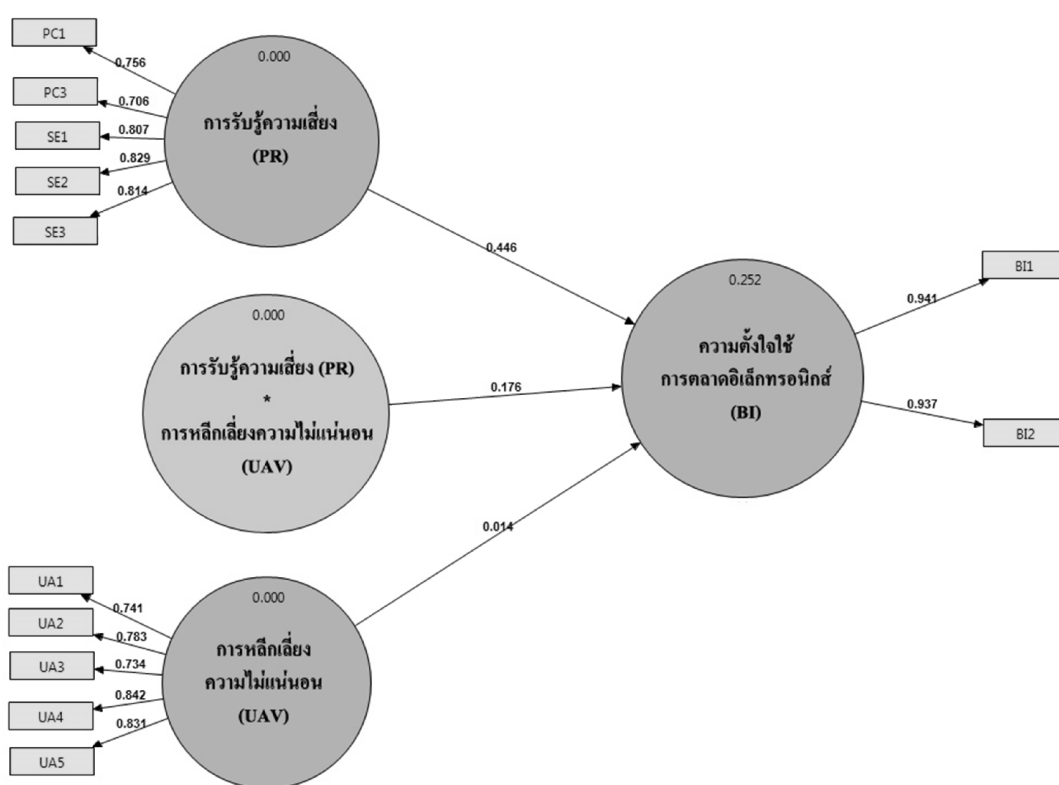 PC1
0.756
PC3
0.706
SE1
0.807
SE2
0.829
SE3
0.814
0.000
การรับรู้ความเสี่ยง
(PR)
0.446
0.000
การรับรู้ความเสี่ยง (PR)
*
การหลีกเลี่ยงความไม่แน่นอน
(UAV)
0.176
0.252
ความตั้งใจใช้
การตลาดอิเล็กทรอนิกส์
(BI)
0.941
BI1
0.937
BI2
0.014
UA1
0.741
UA2
0.783
UA3
0.734
UA4
0.842
UA5
0.831
0.000
การหลีกเลี่ยง
ความไม่แน่นอน
(UAV)